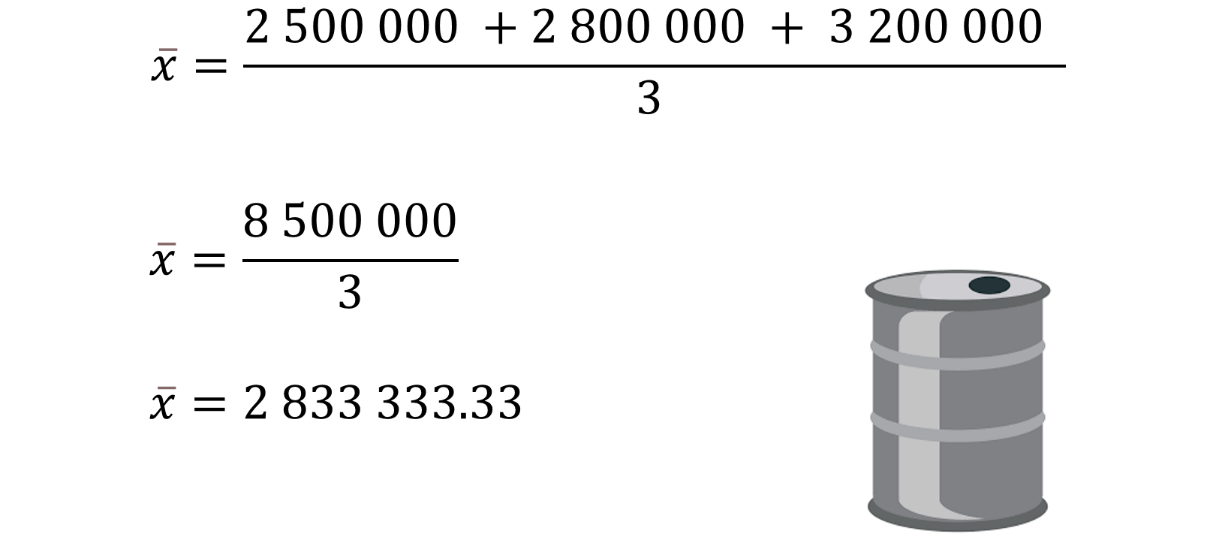 x̄ = 2 500 000 + 2 800 000 + 3 200 000
3
x̄ = 8 500 000
3
x̄ = 2 833 333.33